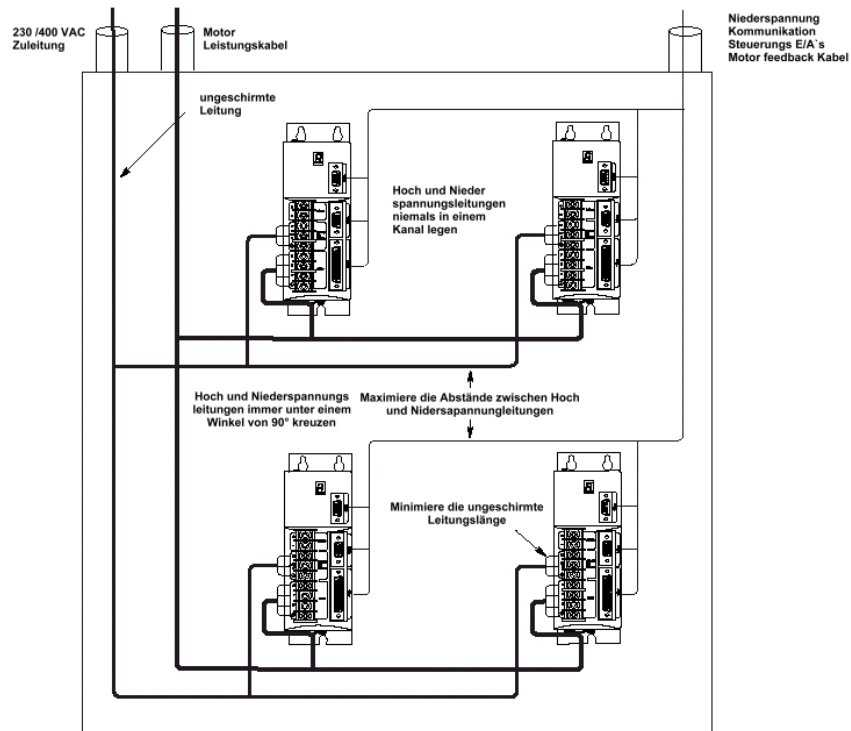 230 /400 VAC
Zuleitung
Motor
Leistungskabel
Niederspannung
Kommunikation
Steuerungs E/A`s
Motor feedback Kabel
ungeschirmte
Leitung
Hoch und Nieder
spannungsleitungen
niemals in einem
Kanal legen
Hoch und Niederspannungs
leitungen immer unter einem
Winkel von 90° kreuzen
Maximiere die Abstände zwischen Hoch
und Nidersapannungleitungen
Minimiere die ungeschirmte
Leitungslänge